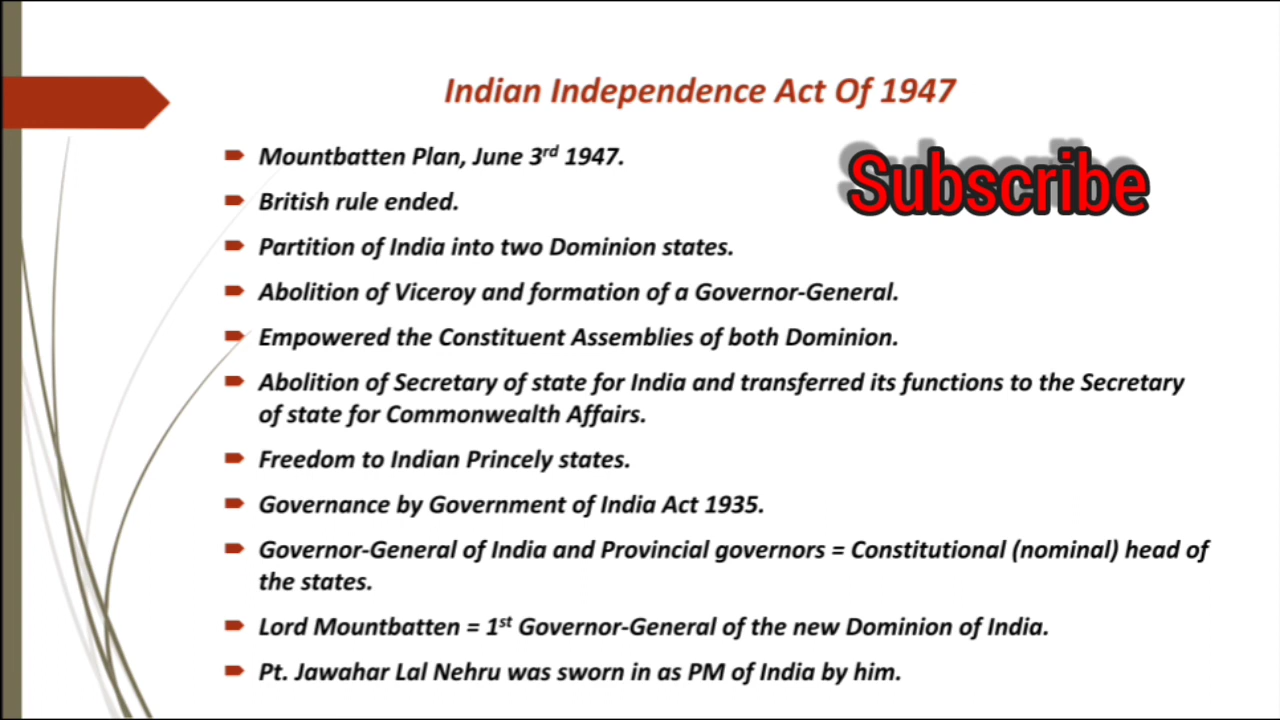 Indian Independence Act Of 1947
Mountbatten Plan, June 3rd 1947.
Subscribe
British rule ended.
Partition of India into two Dominion states.
Abolition of Viceroy and formation of a Governor-General.
Empowered the Constituent Assemblies of both Dominion.
Abolition of Secretary of state for India and transferred its functions to the Secretary
of state for Commonwealth Affairs.
Freedom to Indian Princely states.
Governance by Government of India Act 1935.
Governor-General of India and Provincial governors = Constitutional (nominal) head of
the states.
Lord Mountbatten = 1st Governor-General of the new Dominion of India.
Pt. Jawahar Lal Nehru was sworn in as PM of India by him.